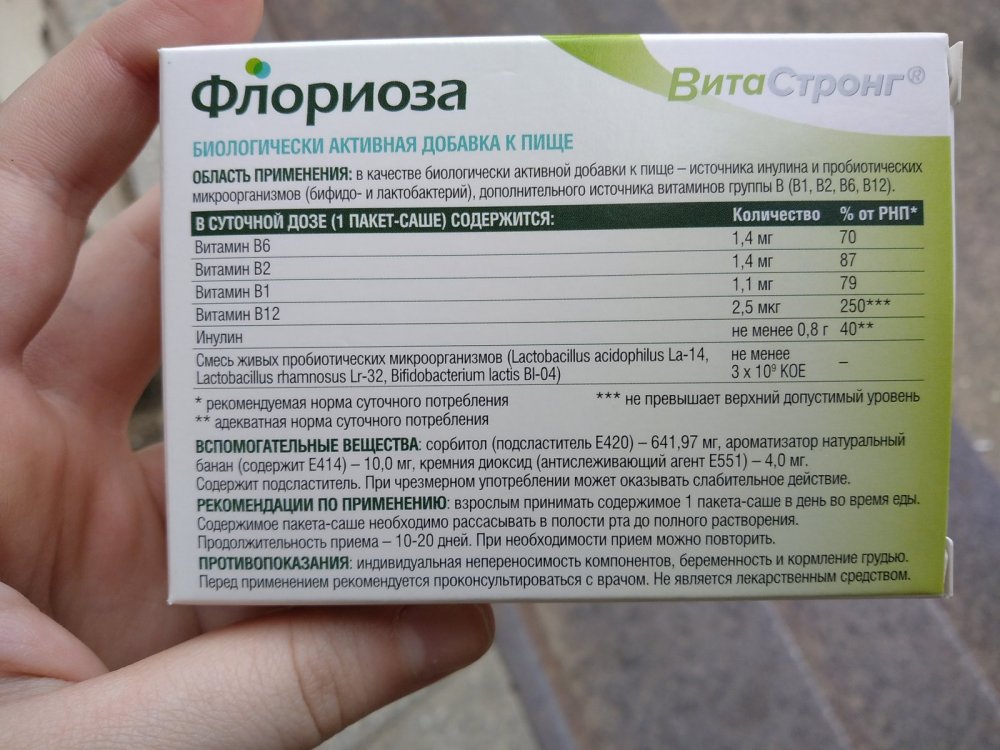 Флориоза
ВитаСтронг®
БИОЛОГИЧЕСКИ АКТИВНАЯ ДОБАВКА К ПИЩЕ
ОБЛАСТЬ ПРИМЕНЕНИЯ: в качестве биологически активной добавки к пище – источника инулина и пробиотических
микроорганизмов (бифидо- и лактобактерий), дополнительного источника витаминов группы В (В1, В2, В6, В12).
В СУТОЧНОЙ ДОЗЕ (1 ПАКЕТ-САШЕ) СОДЕРЖИТСЯ: Количество % от РНП*
Витамин В6 1,4 мг 70
Витамин В2 1,4 мг 87
Витамин В1 1,1 мг 79
Витамин В12 2,5 мкг 250***
Инулин не менее 0,8 г 40**
Смесь живых пробиотических микроорганизмов (Lactobacillus acidophilus La-14, не менее –
Lactobacillus rhamnosus Lr-32, Bifidobacterium lactis Bl-04) 3 х 10⁹ КОЕ
* рекомендуемая норма суточного потребления *** не превышает верхний допустимый уровень
** адекватная норма суточного потребления
ВСПОМОГАТЕЛЬНЫЕ ВЕЩЕСТВА: сорбитол (подсластитель Е420) – 641,97 мг, ароматизатор натуральный
банан (содержит Е414) – 10,0 мг, кремния диоксид (антислеживающий агент Е551) – 4,0 мг.
Содержит подсластитель. При чрезмерном употреблении может оказывать слабительное действие.
РЕКОМЕНДАЦИИ ПО ПРИМЕНЕНИЮ: взрослым принимать содержимое 1 пакета-саше в день во время еды.
Содержимое пакета-саше необходимо рассасывать в полости рта до полного растворения.
Продолжительность приема – 10-20 дней. При необходимости прием можно повторить.
ПРОТИВОПОКАЗАНИЯ: индивидуальная непереносимость компонентов, беременность и кормление грудью.
Перед применением рекомендуется проконсультироваться с врачом. Не является лекарственным средством.